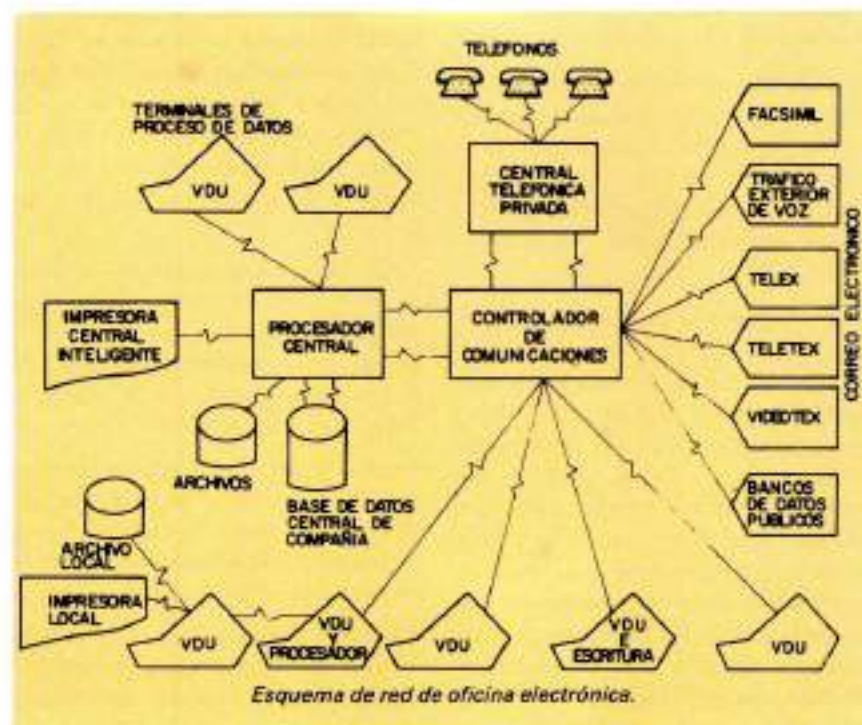 TELEFONOS
TERMINALES DE
PROCESO DE DATOS
VDU
VDU
CENTRAL
TELEFONICA
PRIVADA
FACSIMIL
TRAFICO
EXTERIOR
DE VOZ
TELEX
TELETEX
VIDEOTEX
BANCOS
DE DATOS
PUBLICOS
CORREO ELECTRONICO
IMPRESORA
CENTRAL
INTELIGENTE
PROCESADOR
CENTRAL
CONTROLADOR
DE
COMUNICACIONES
ARCHIVOS
BASE DE DATOS
CENTRAL DE
COMPAÑIA
ARCHIVO
LOCAL
IMPRESORA
LOCAL
VDU
VDU
Y
PROCESADOR
VDU
VDU
E
ESCRITURA
VDU
Esquema de red de oficina electrónica.